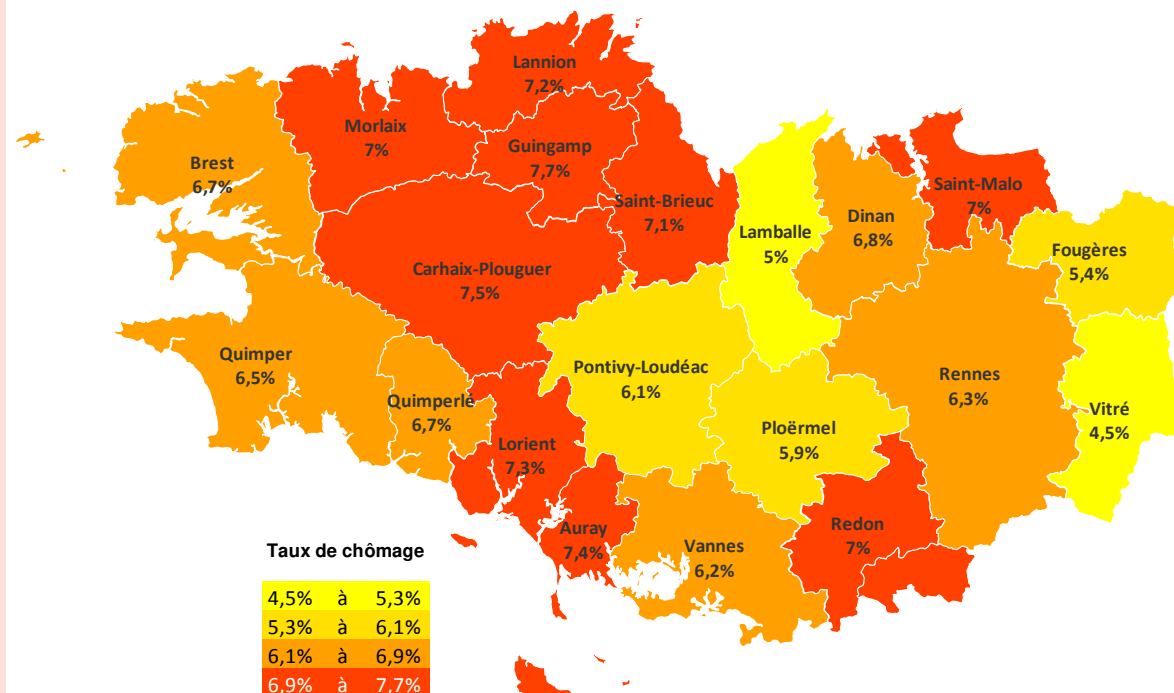 Lannion
7,2%
Morlaix
7%
Guingamp
7,7%
Brest
6,7%
Saint-Brieuc
7,1%
Saint-Malo
7%
Dinan
6,8%
Lamballe
5%
Fougères
5,4%
Carhaix-Plouguer
7,5%
Quimper
6,5%
Pontivy-Loudéac
6,1%
Rennes
6,3%
Quimperlé
6,7%
Vitré
4,5%
Ploërmel
5,9%
Lorient
7,3%
Auray
7,4%
Vannes
6,2%
Redon
7%
Taux de chômage
4,5% à 5,3%
5,3% à 6,1%
6,1% à 6,9%
6,9% à 7,7%